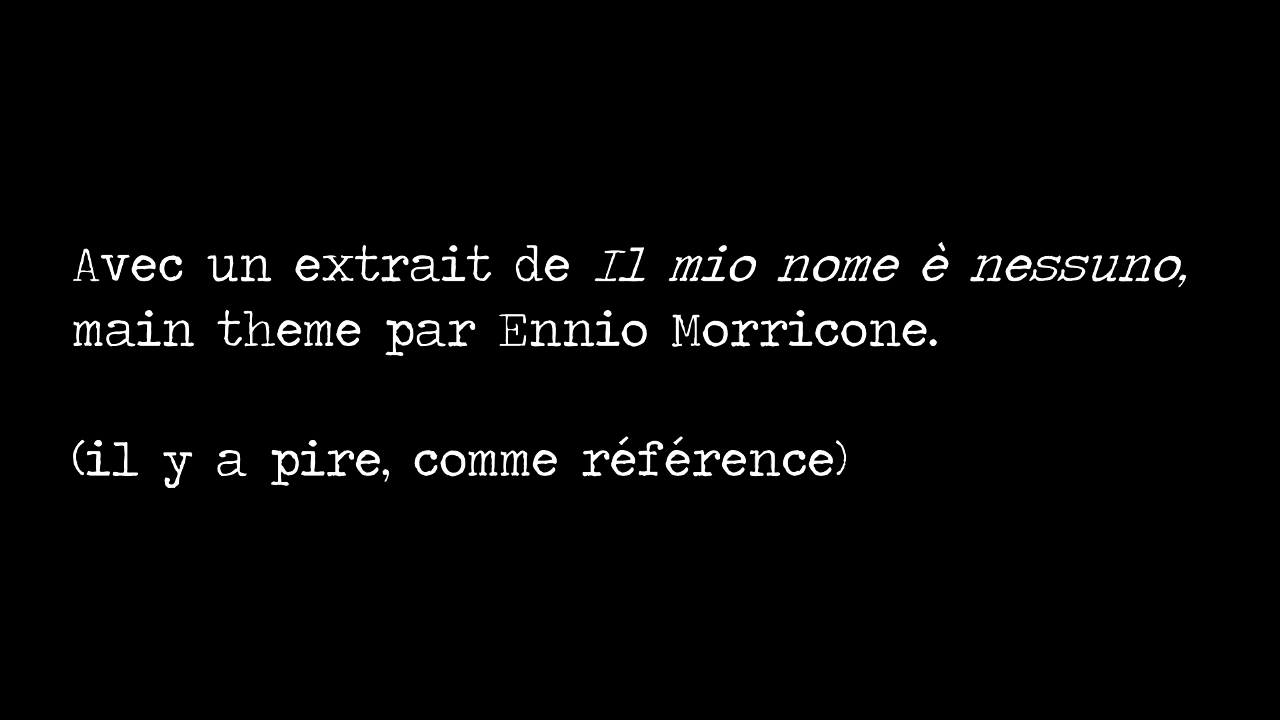 Avec un extrait de Il mio nome è nessuno,
main theme par Ennio Morricone.
(il y a pire, comme référence)